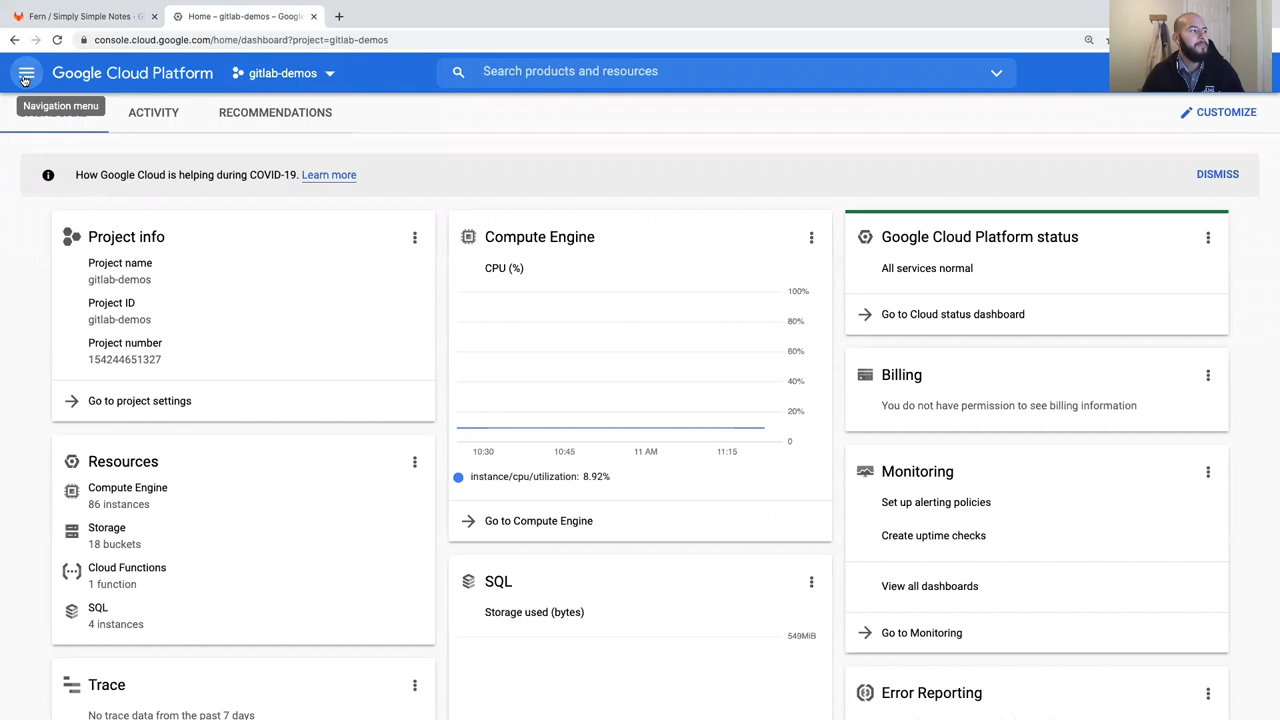 Fern / Simply Simple Notes · G
Home – gitlab-demos – Google
console.cloud.google.com/home/dashboard?project=gitlab-demos
Google Cloud Platform
gitlab-demos
Search products and resources
Navigation menu
ACTIVITY
RECOMMENDATIONS
CUSTOMIZE
How Google Cloud is helping during COVID-19. Learn more
DISMISS
Project info
Project name
gitlab-demos
Project ID
gitlab-demos
Project number
154244651327
Go to project settings
Resources
Compute Engine
86 instances
Storage
18 buckets
Cloud Functions
1 function
SQL
4 instances
Trace
No trace data from the past 7 days
Compute Engine
CPU (%)
100%
80%
60%
40%
20%
0
10:30
10:45
11 AM
11:15
instance/cpu/utilization: 8.92%
Go to Compute Engine
SQL
Storage used (bytes)
549MiB
Google Cloud Platform status
All services normal
Go to Cloud status dashboard
Billing
You do not have permission to see billing information
Monitoring
Set up alerting policies
Create uptime checks
View all dashboards
Go to Monitoring
Error Reporting